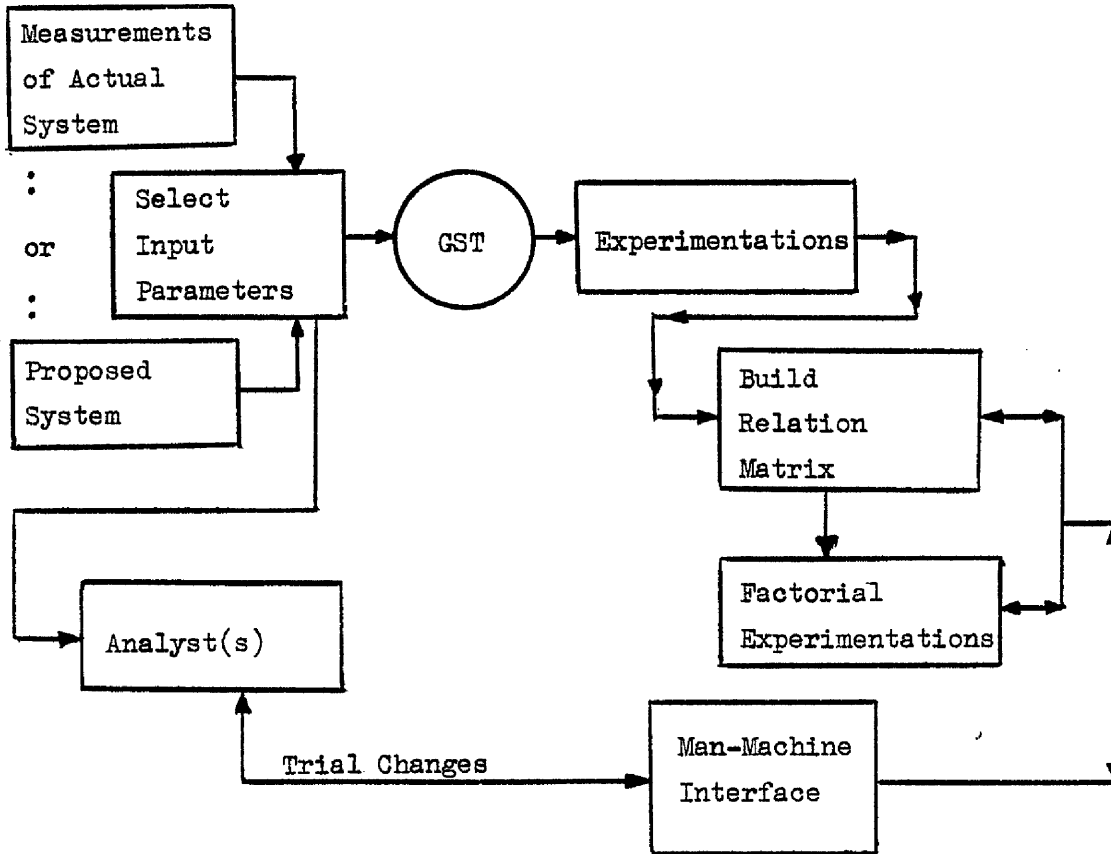 Measurements
of Actual
System
:
or
:
Select
Input
Parameters
GST
Experimentations
Proposed
System
Build
Relation
Matrix
Factorial
Experimentations
Analyst(s)
Trial Changes
Man-Machine
Interface